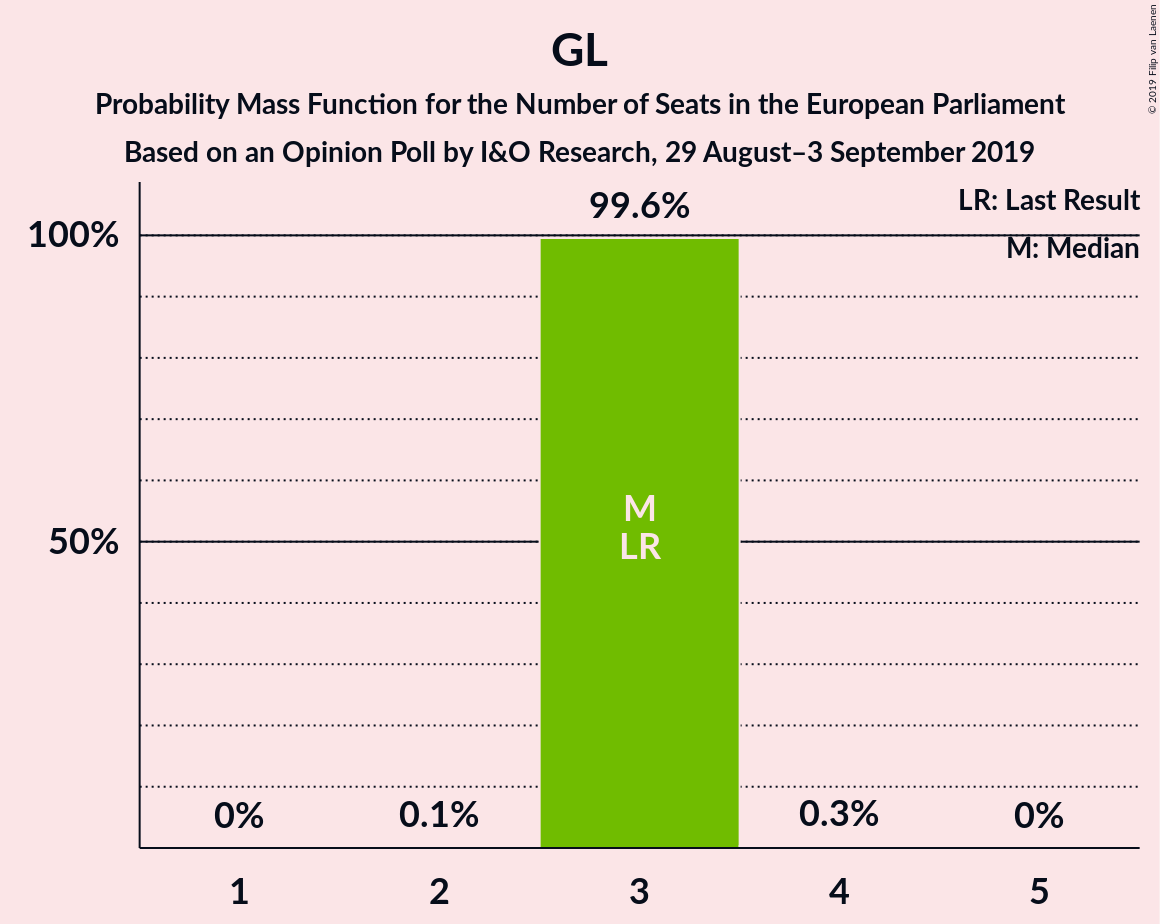 GL
Probability Mass Function for the Number of Seats in the European Parliament
Based on an Opinion Poll by I&O Research, 29 August–3 September 2019
© 2019 Filip van Laenen
LR: Last Result
M: Median
99.6%
100%
50%
M
LR
0%
0.1%
0.3%
0%
1
2
3
4
5